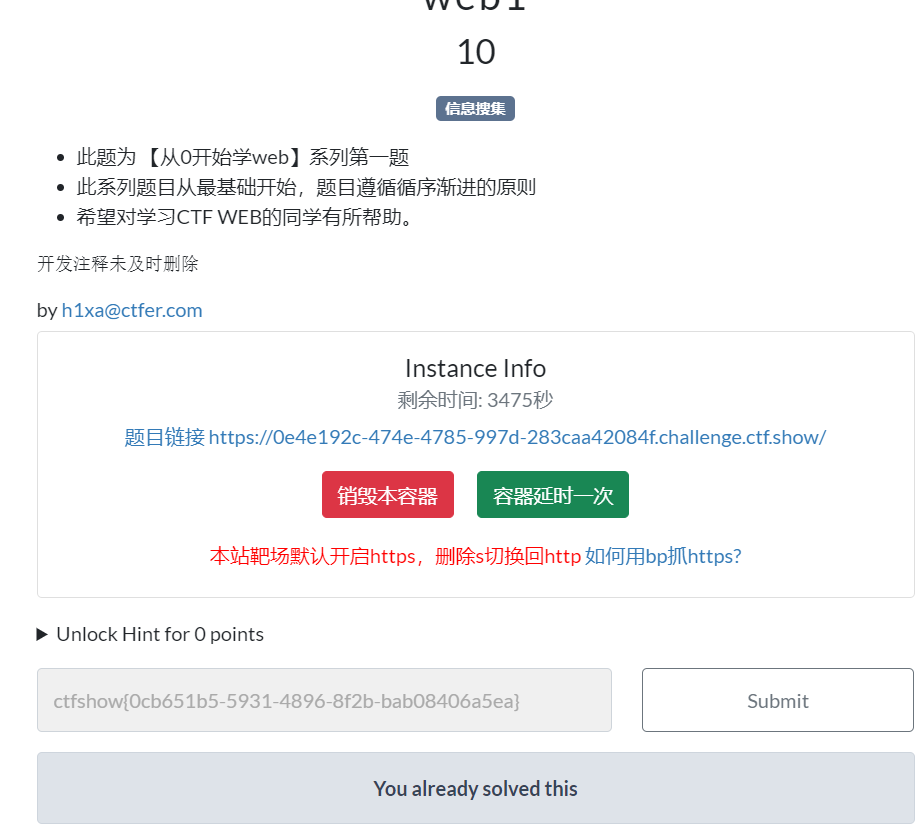 web1
10
信息搜集
此题为 【从0开始学web】系列第一题
此系列题目从最基础开始，题目遵循循序渐进的原则
希望对学习CTF WEB的同学有所帮助。
开发注释未及时删除
by h1xa@ctfer.com
Instance Info
剩余时间: 3475秒
题目链接 https://0e4e192c-474e-4785-997d-283caa42084f.challenge.ctf.show/
销毁本容器
容器延时一次
本站靶场默认开启https，删除s切换回http 如何用bp抓https?
Unlock Hint for 0 points
ctfshow{0cb651b5-5931-4896-8f2b-bab08406a5ea}
Submit
You already solved this